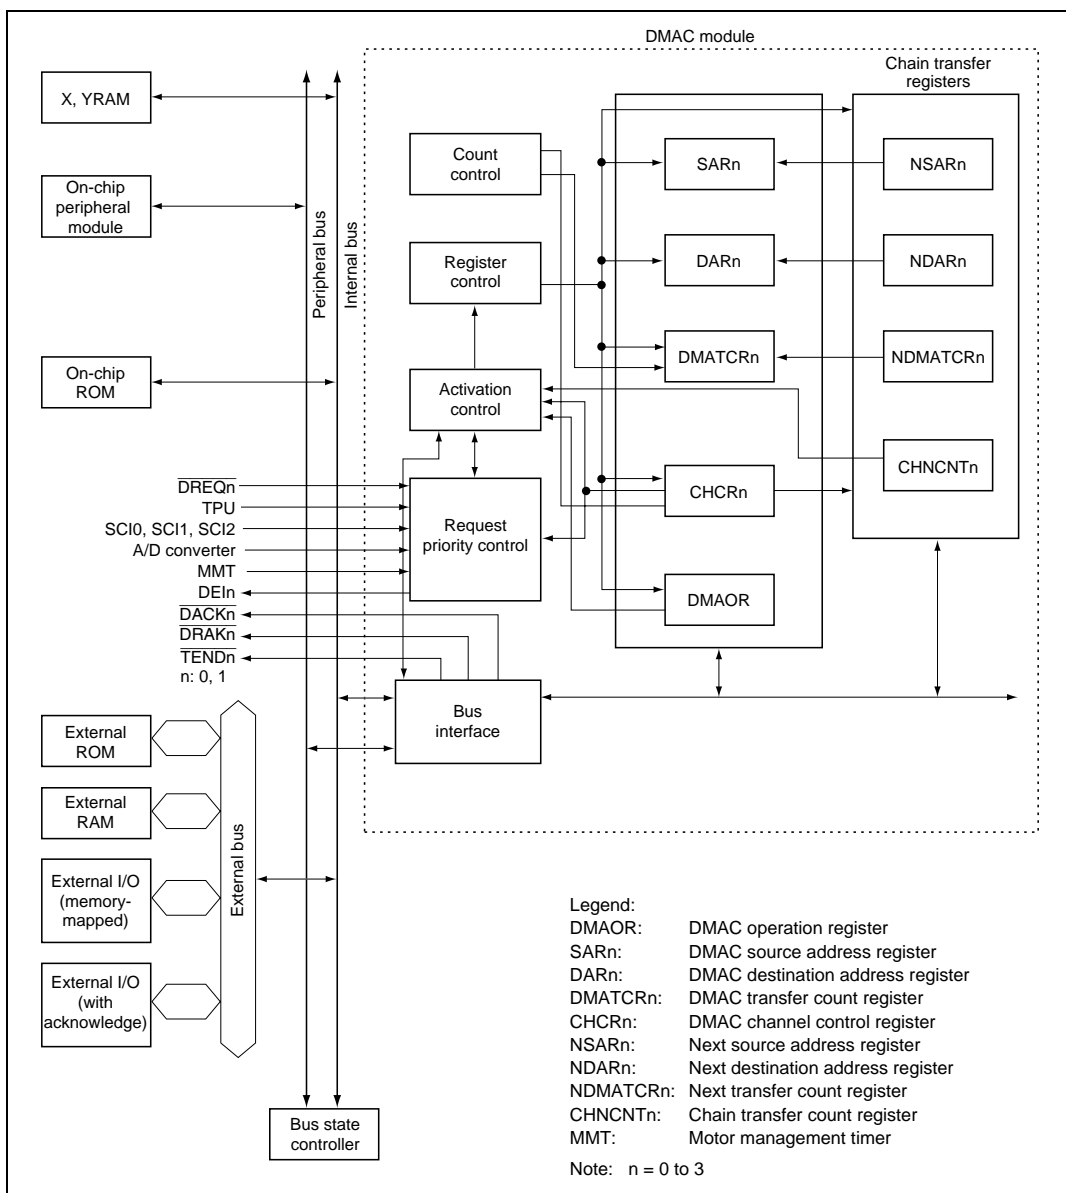 DMAC module
Chain transfer
registers
X, YRAM
On-chip
peripheral
module
On-chip
ROM
Peripheral bus
Internal bus
Count
control
Register
control
Activation
control
Request
priority control
SARn
DARn
DMATCRn
CHCRn
DMAOR
NSARn
NDARn
NDMATCRn
CHNCNTn
DREQn
TPU
SCI0, SCI1, SCI2
A/D converter
MMT
DEIn
DACKn
DRAKn
TENDn
n: 0, 1
Bus
interface
External
ROM
External
RAM
External I/O
(memory-
mapped)
External I/O
(with
acknowledge)
External bus
Bus state
controller
Legend:
DMAOR: DMAC operation register
SARn: DMAC source address register
DARn: DMAC destination address register
DMATCRn: DMAC transfer count register
CHCRn: DMAC channel control register
NSARn: Next source address register
NDARn: Next destination address register
NDMATCRn: Next transfer count register
CHNCNTn: Chain transfer count register
MMT: Motor management timer
Note: n = 0 to 3